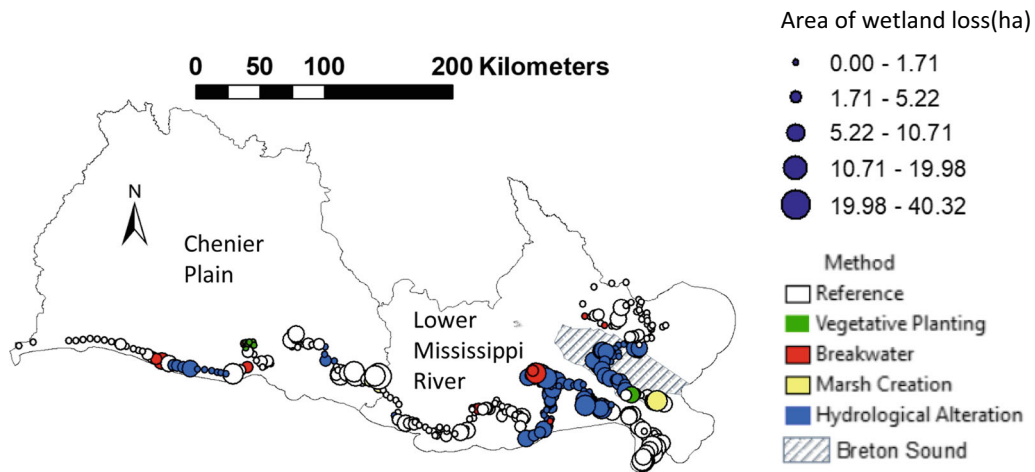 Area of wetland loss(ha)
0.00 - 1.71
1.71 - 5.22
5.22 - 10.71
10.71 - 19.98
19.98 - 40.32
0 50 100 200 Kilometers
N
Chenier
Plain
Lower
Mississippi
River
Method
Reference
Vegetative Planting
Breakwater
Marsh Creation
Hydrological Alteration
Breton Sound